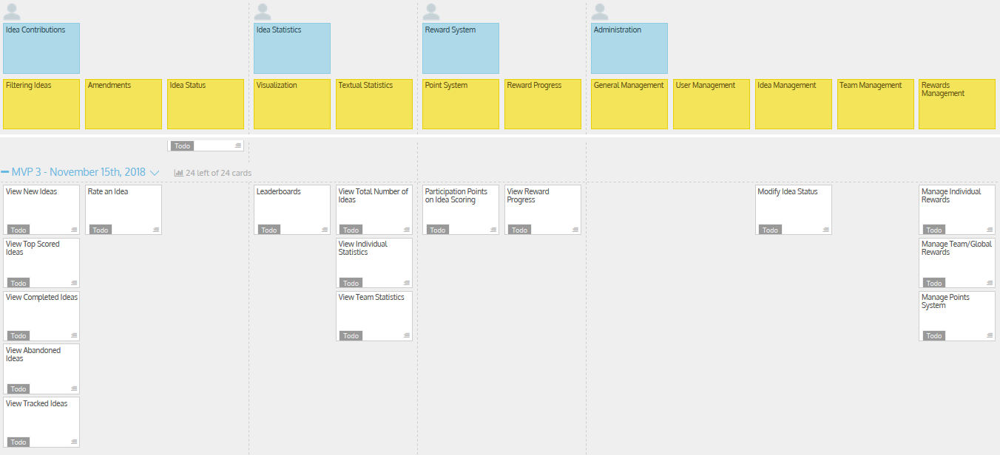 Idea Contributions
Idea Statistics
Reward System
Administration
Filtering Ideas
Amendments
Idea Status
Visualization
Textual Statistics
Point System
Reward Progress
General Management
User Management
Idea Management
Team Management
Rewards
Management
Todo
MVP 3 - November 15th, 2018
24 left of 24 cards
View New Ideas
Todo
Rate an Idea
Todo
Leaderboards
Todo
View Total Number of
Ideas
Todo
Participation Points
on Idea Scoring
Todo
View Reward
Progress
Todo
Modify Idea Status
Todo
Manage Individual
Rewards
Todo
View Top Scored
Ideas
Todo
View Individual
Statistics
Todo
Manage Team/Global
Rewards
Todo
View Completed Ideas
Todo
View Team Statistics
Todo
Manage Points
System
Todo
View Abandoned
Ideas
Todo
View Tracked Ideas
Todo